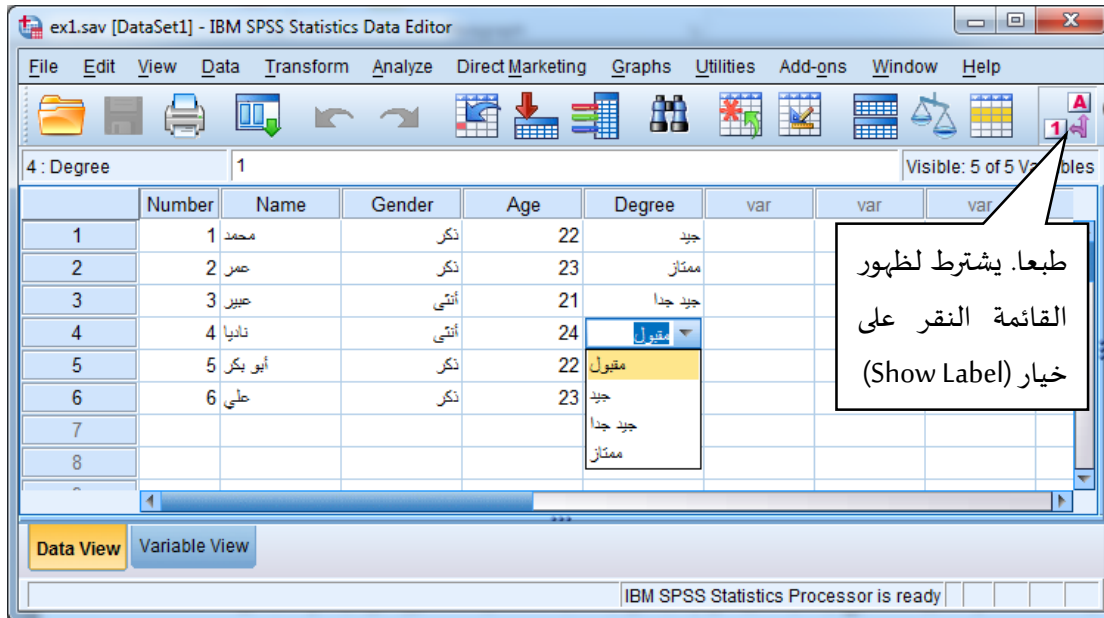 ex1.sav [DataSet1] - IBM SPSS Statistics Data Editor
File Edit View Data Transform Analyze Direct Marketing Graphs Utilities Add-ons Window Help
A
1
4 : Degree 1 Visible: 5 of 5 Va bles
Number Name Gender Age Degree var var var
1 1 محمد ذكر 22 جيد
2 2 عمر ذكر 23 ممتاز
3 3 عبير أنثى 21 جيد جدا
4 4 ناديا أنثى 24 مقبول
5 5 أبو بكر ذكر 22 مقبول
6 6 علي ذكر 23 جيد
7 جيد جدا
8 ممتاز
طبعا. يشترط لظهور
القائمة النقر على
خيار (Show Label)
Data View Variable View
IBM SPSS Statistics Processor is ready